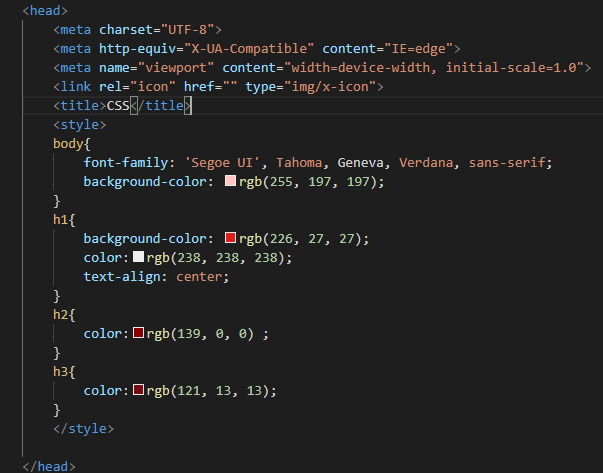 <head>
<meta charset="UTF-8">
<meta http-equiv="X-UA-Compatible" content="IE=edge">
<meta name="viewport" content="width=device-width, initial-scale=1.0">
<link rel="icon" href="" type="img/x-icon">
<title>CSS</title>
<style>
body{
font-family: 'Segoe UI', Tahoma, Geneva, Verdana, sans-serif;
background-color: rgb(255, 197, 197);
}
h1{
background-color: rgb(226, 27, 27);
color: rgb(238, 238, 238);
text-align: center;
}
h2{
color: rgb(139, 0, 0) ;
}
h3{
color: rgb(121, 13, 13);
}
</style>
</head>